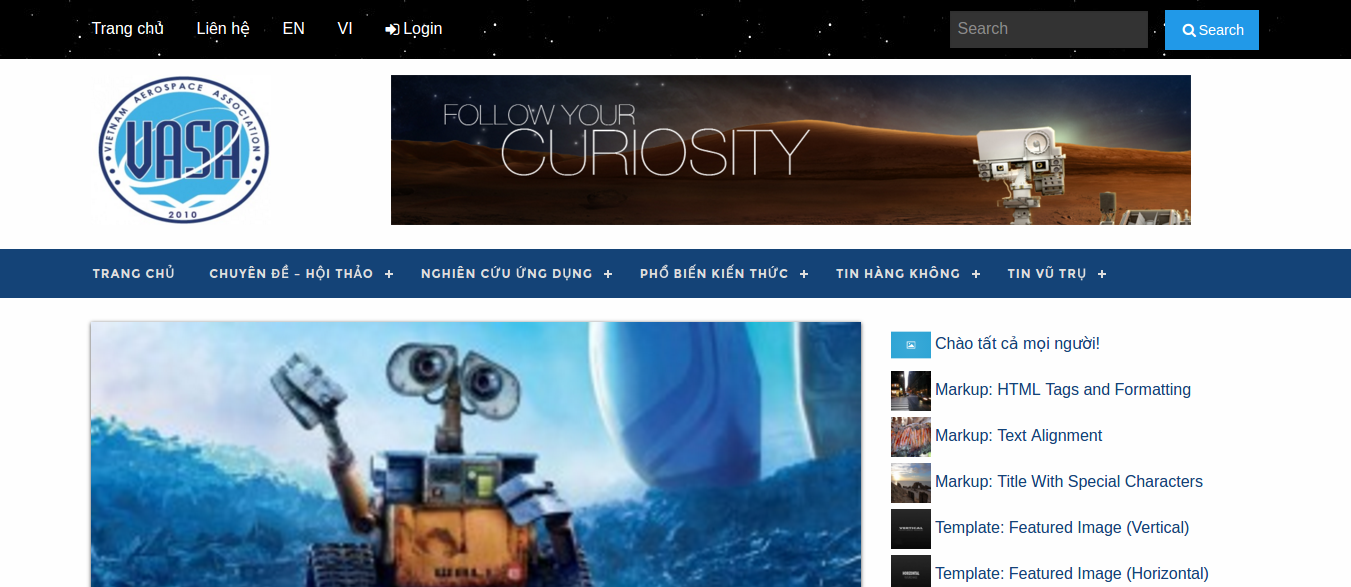 Trang chủ Liên hệ EN VI Login Search Search
VIETNAM AEROSPACE ASSOCIATION
VASA
2010
FOLLOW YOUR
CURIOSITY
TRANG CHỦ CHUYÊN ĐỀ – HỘI THẢO + NGHIÊN CỨU ỨNG DỤNG + PHỔ BIẾN KIẾN THỨC + TIN HÀNG KHÔNG + TIN VŨ TRỤ +
WALL·E
Chào tất cả mọi người!
Markup: HTML Tags and Formatting
Markup: Text Alignment
Markup: Title With Special Characters
VERTICAL
Template: Featured Image (Vertical)
HORIZONTAL
Template: Featured Image (Horizontal)